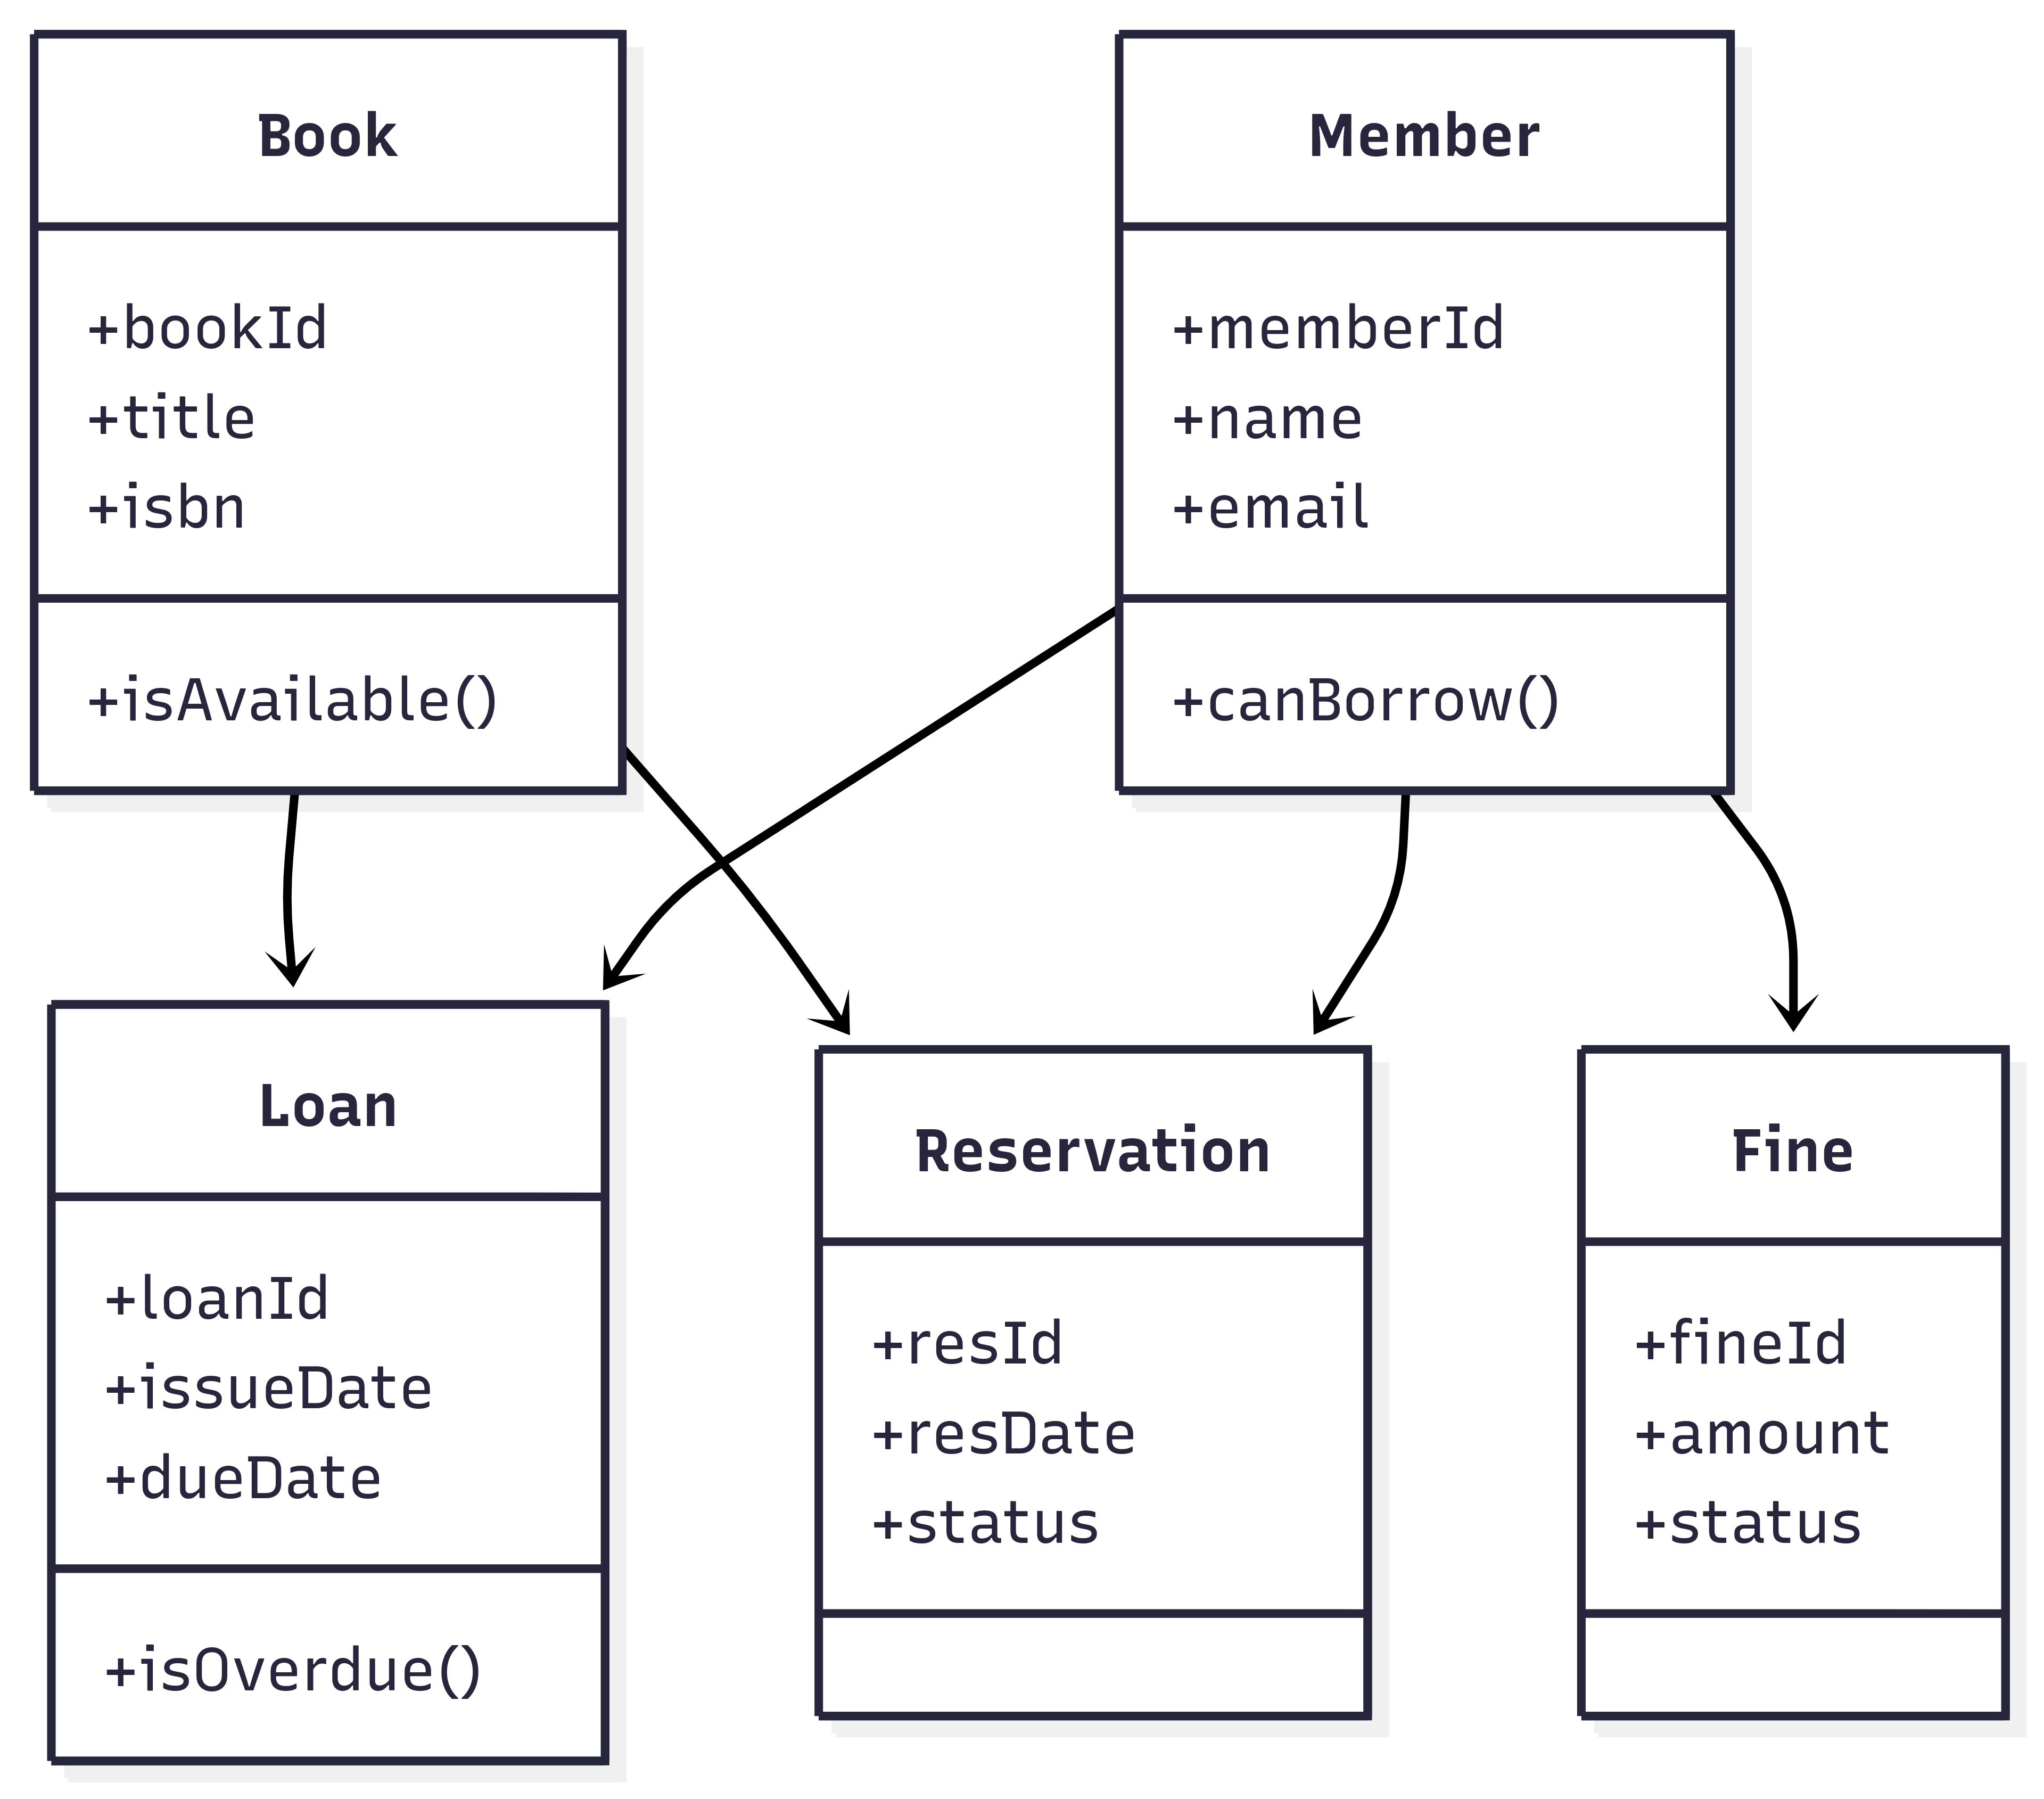 Book
+bookId
+title
+isbn
+isAvailable()
Member
+memberId
+name
+email
+canBorrow()
Loan
+loanId
+issueDate
+dueDate
+isOverdue()
Reservation
+resId
+resDate
+status
Fine
+fineId
+amount
+status